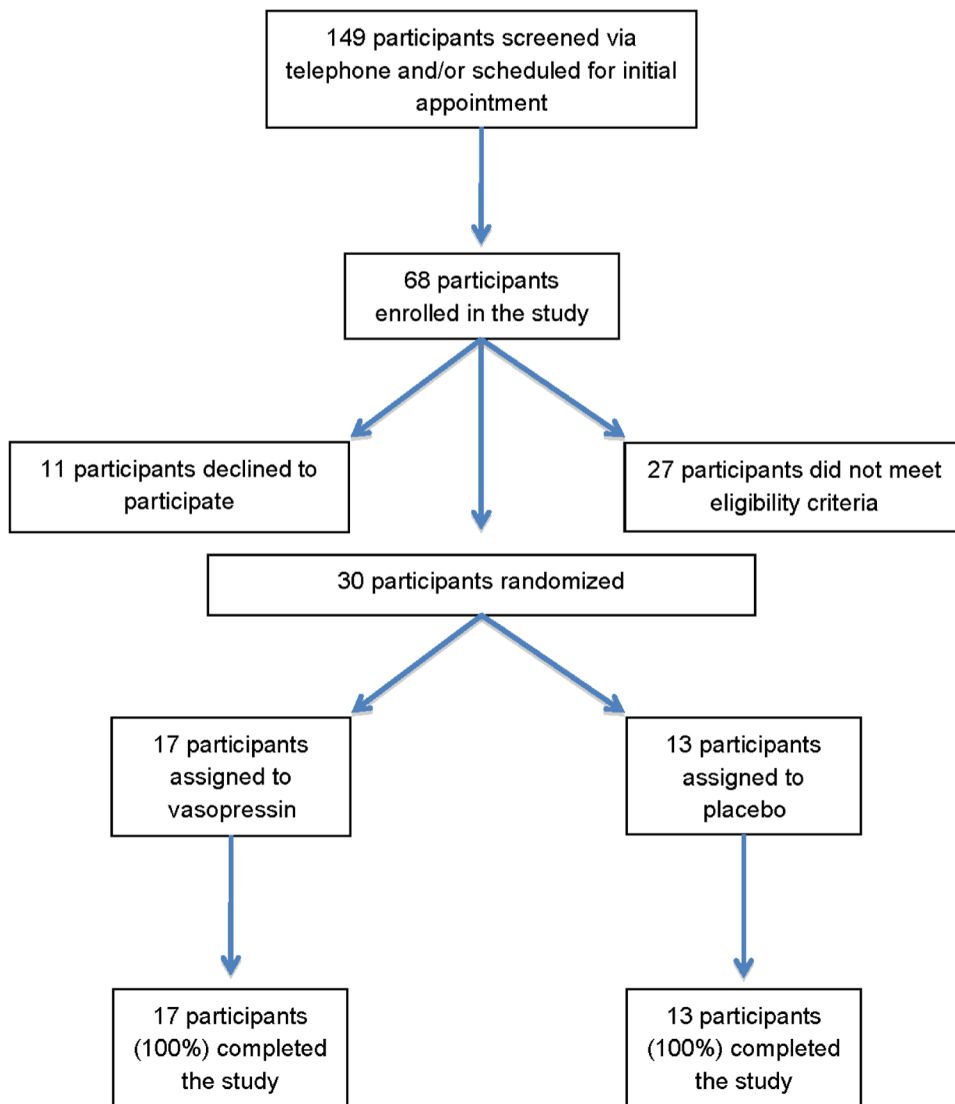 149 participants screened via
telephone and/or scheduled for initial
appointment
68 participants
enrolled in the study
11 participants declined to
participate
27 participants did not meet
eligibility criteria
30 participants randomized
17 participants
assigned to
vasopressin
13 participants
assigned to
placebo
17 participants
(100%) completed
the study
13 participants
(100%) completed
the study